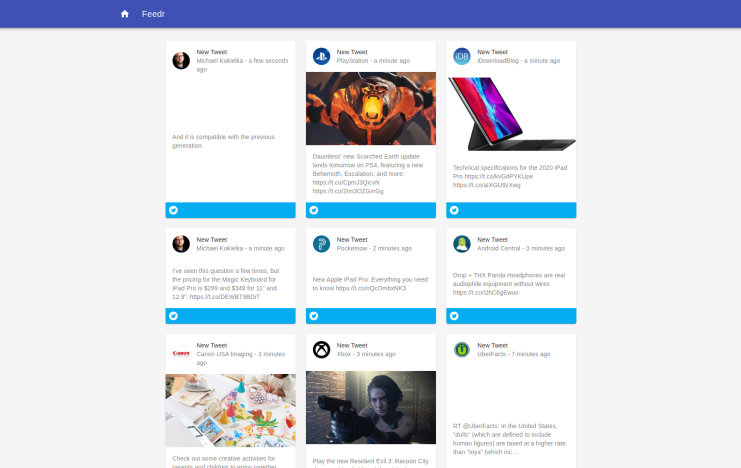 Feedr
New Tweet
Michael Kukielka - a few seconds
ago
And it is compatible with the previous
generation.
New Tweet
PlayStation - a minute ago
Dauntless' new Scorched Earth update
lands tomorrow on PS4, featuring a new
Behemoth, Escalation, and more:
https://t.co/CpmJ3QicvN
https://t.co/2Im3OZGmGg
New Tweet
iDownloadBlog - a minute ago
iDB
Technical specifications for the 2020 iPad
Pro https://t.co/kvGdPYKUpe
https://t.co/aIXGU9zXwg
New Tweet
Michael Kukielka - a minute ago
I've seen this question a few times, but
the pricing for the Magic Keyboard for
iPad Pro is $299 and $349 for 11" and
12.9". https://t.co/DEWBT9BDIT
New Tweet
Pocketnow - 2 minutes ago
New Apple iPad Pro: Everything you need
to know https://t.co/nQcOmbxNK3
New Tweet
Android Central - 3 minutes ago
Drop + THX Panda Headphones are real
audiophile equipment without wires
New Tweet
Canon USA Imaging - 3 minutes
ago
Canon
Check out some creative activities for
parents and children to enjoy together
New Tweet
Xbox - 3 minutes ago
Play the new Resident Evil 3: Racoon City
New Tweet
UberFacts - 7 minutes ago
RT @UberFacts: In the United States,
"dolls" (which are defined to include
human figures) are taxed at a higher rate
than "toys" (which inc...